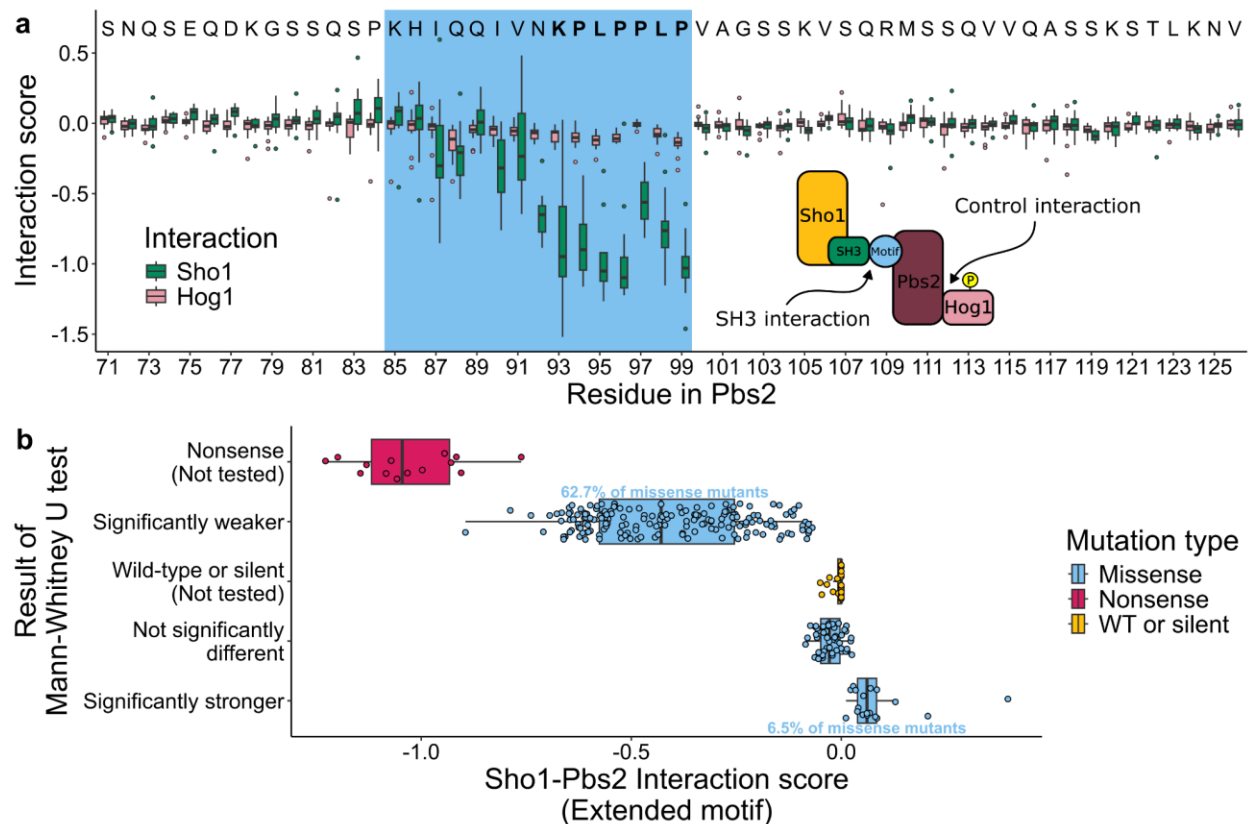 a
S N Q S E Q D K G S S Q S P K H I Q Q I V N K P L P P L P V A G S S K V S Q R M S S Q V V Q A S S K S T L K N V
Interaction score
0.5
0.0
-0.5
-1.0
-1.5
Interaction
Sho1
Hog1
Sho1
SH3
Motif
Pbs2
Hog1
P
Control interaction
SH3 interaction
71 73 75 77 79 81 83 85 87 89 91 93 95 97 99 101 103 105 107 109 111 113 115 117 119 121 123 125
Residue in Pbs2
b
Result of
Mann-Whitney U test
Nonsense
(Not tested)
Significantly weaker
Wild-type or silent
(Not tested)
Not significantly
different
Significantly stronger
62.7% of missense mutants
6.5% of missense mutants
-1.0 -0.5 0.0
Sho1-Pbs2 Interaction score
(Extended motif)
Mutation type
Missense
Nonsense
WT or silent